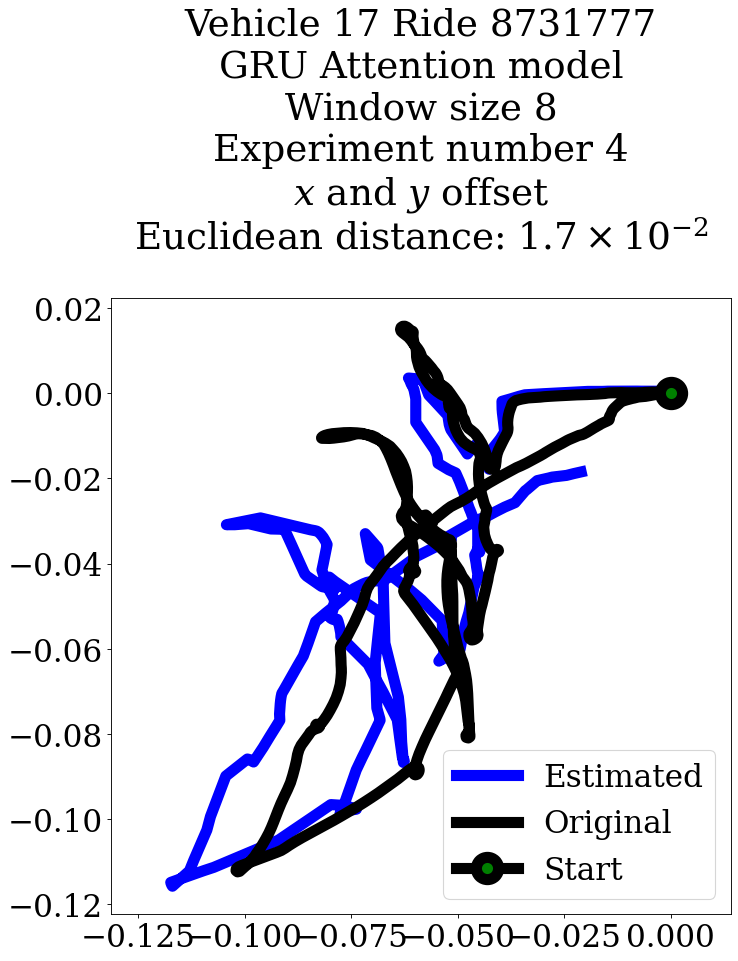 Vehicle 17 Ride 8731777
GRU Attention model
Window size 8
Experiment number 4
x and y offset
Euclidean distance: 1.7 × 10⁻²
0.02
0.00
−0.02
−0.04
−0.06
−0.08
−0.10
−0.12
Estimated
Original
Start
−0.125 −0.100 −0.075 −0.050 −0.025 0.000